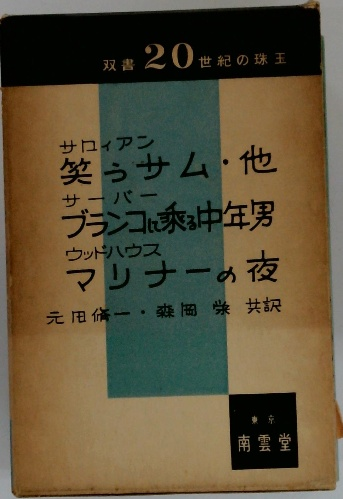 双書 20世紀の珠玉
サロィアン
笑うサム・他
サーバー
ブランコに乗る中年男
ウッドハウス
マリナーの夜
元田脩一・森岡栄 共訳
東京
南雲堂